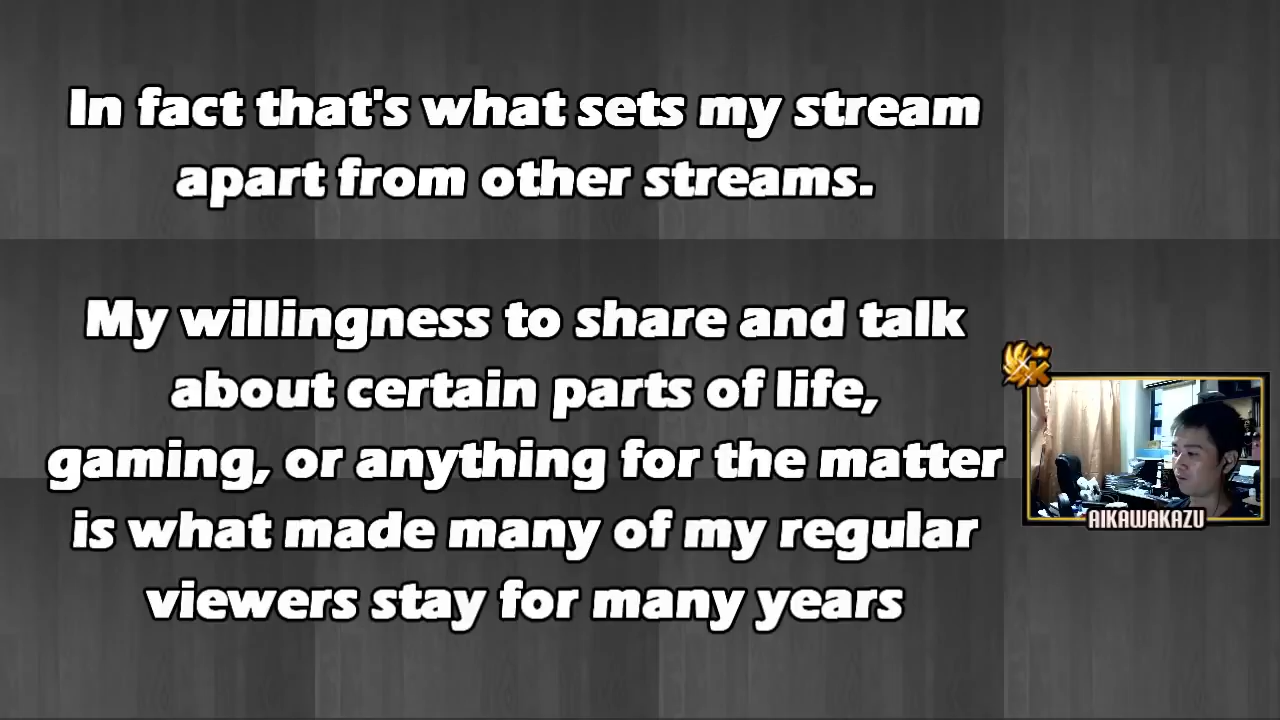 In fact that's what sets my stream
apart from other streams.
My willingness to share and talk
about certain parts of life,
gaming, or anything for the matter
is what made many of my regular
viewers stay for many years
AIKAWAKAZU